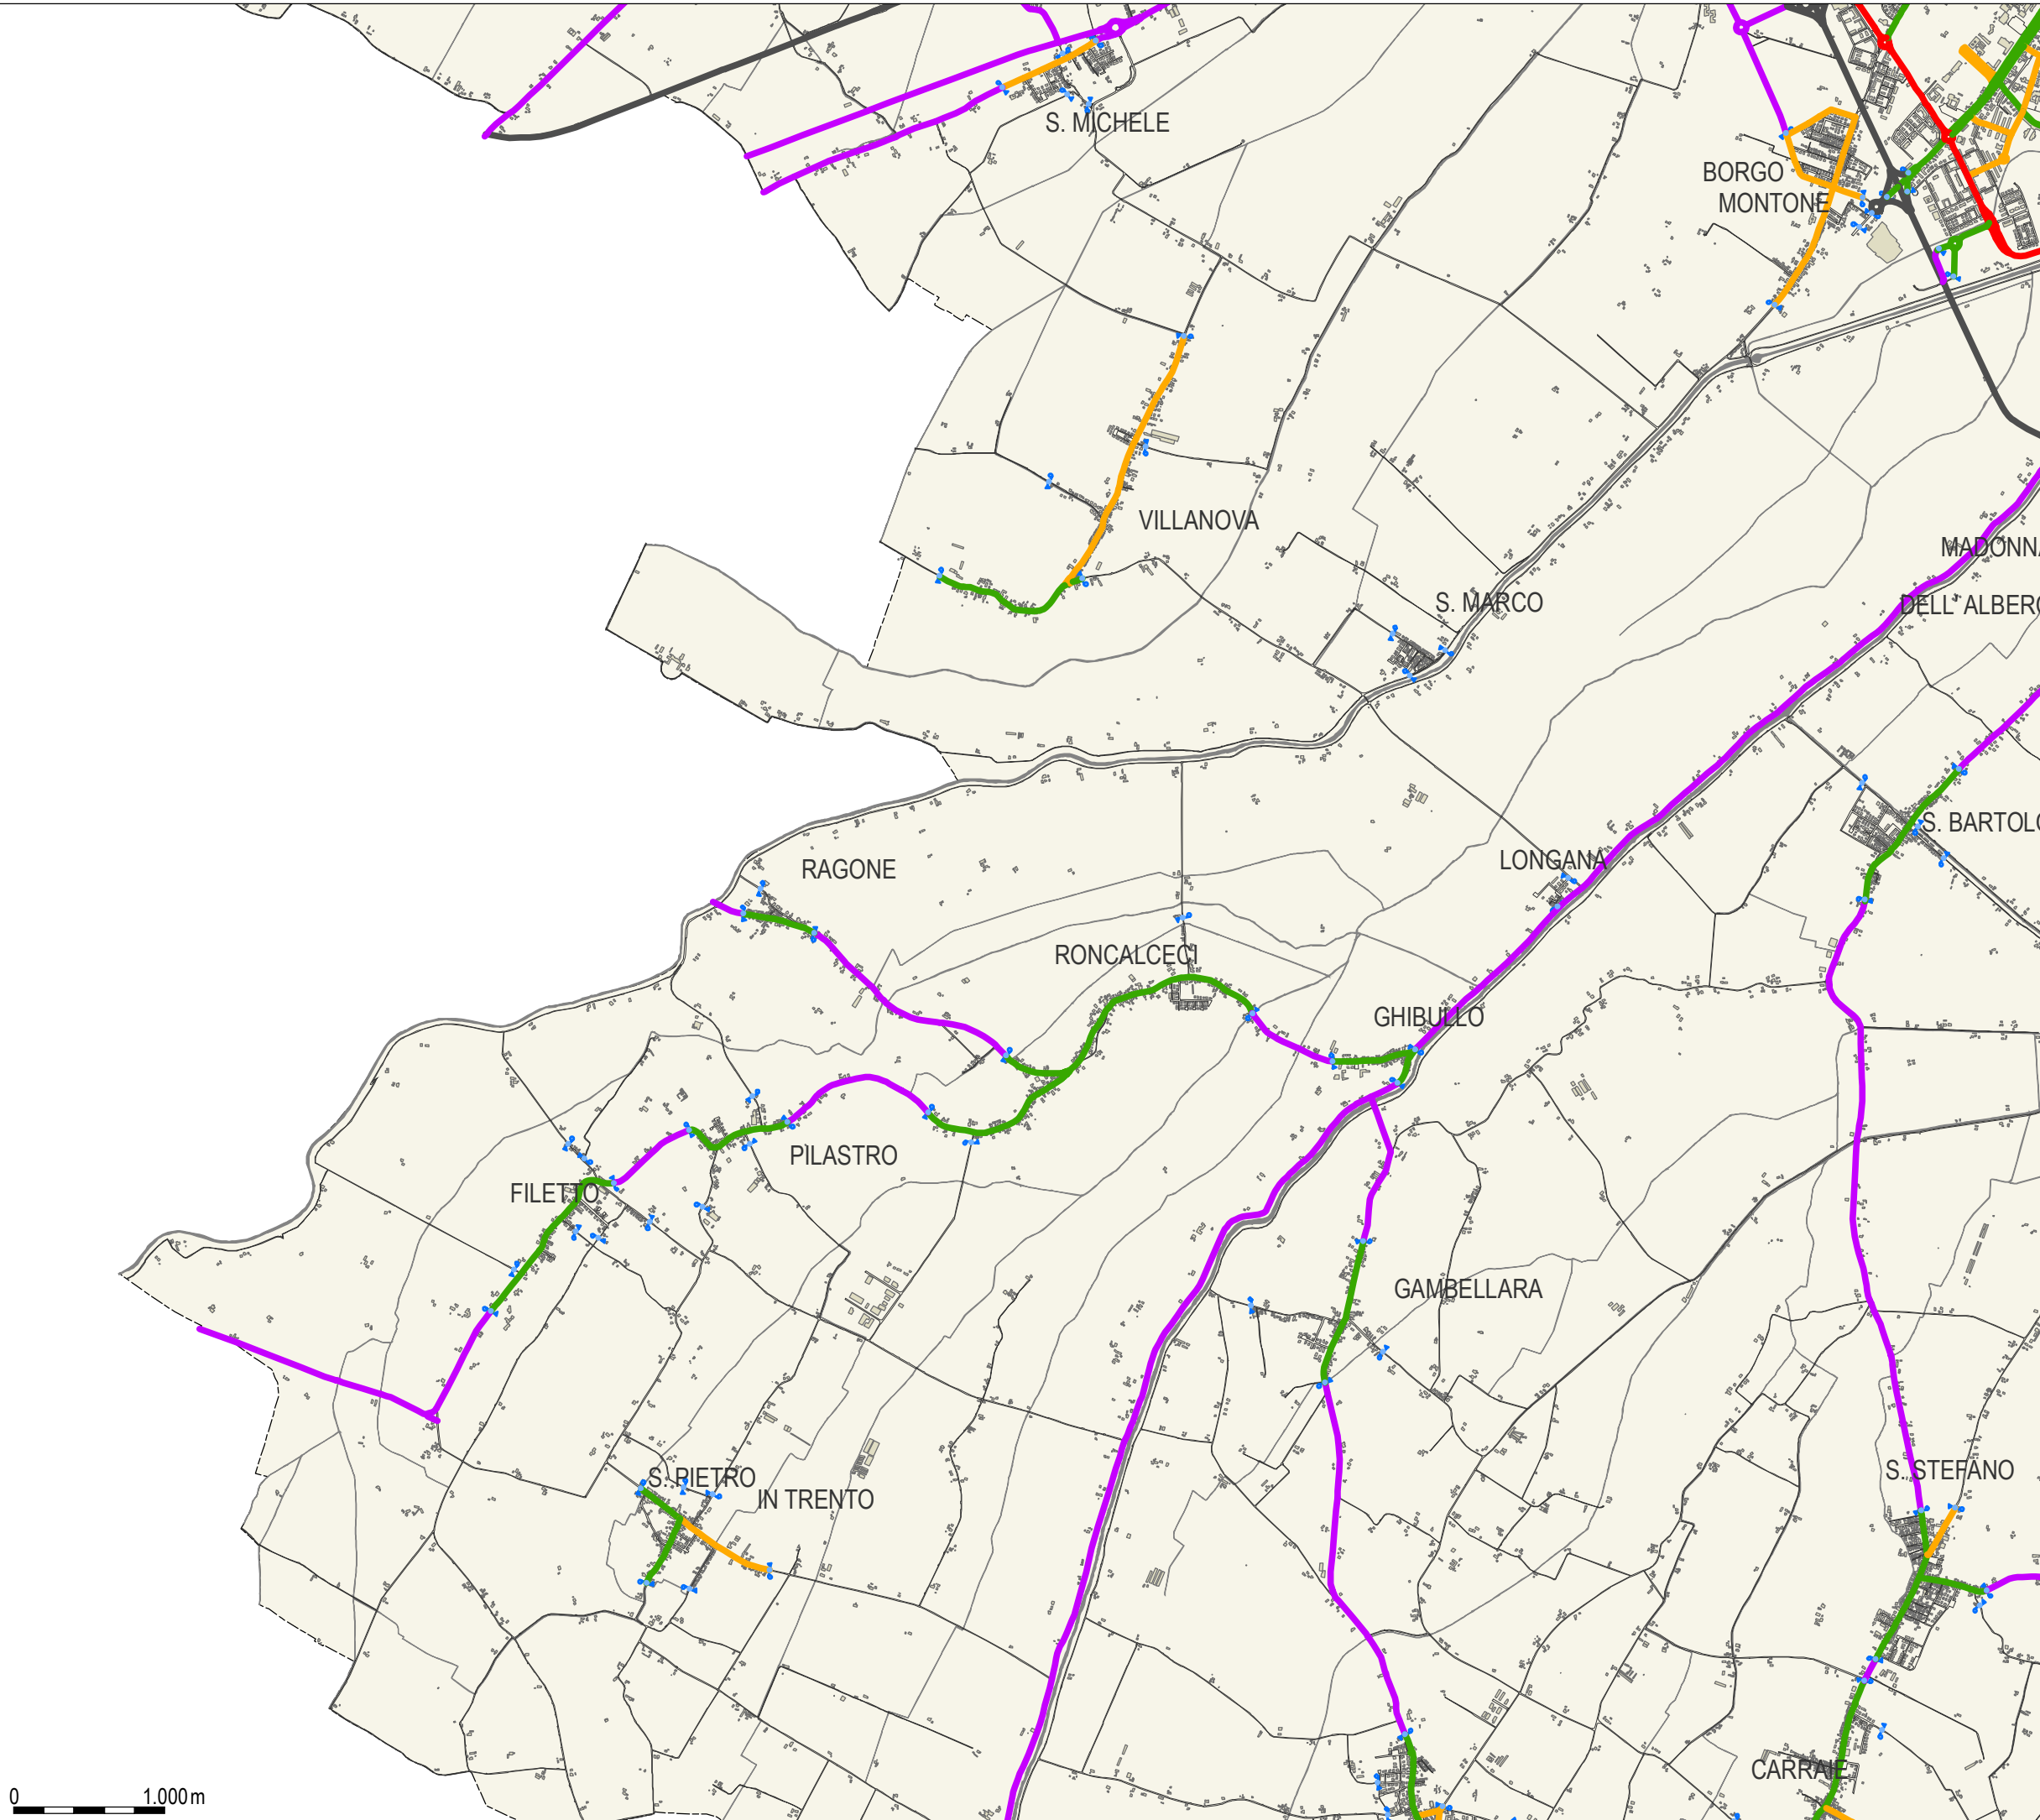 S. MICHELE
BORGO
MONTONE
VILLANOVA
MADONNA
S. MARCO
DELL' ALBERO
S. BARTOLO
LONGANA
RAGONE
RONCALCECI
GHIBULLO
PILASTRO
FILETTO
GAMBELLARA
S. STEFANO
S. PIETRO
IN TRENTO
CARRAIE
0 1.000 m